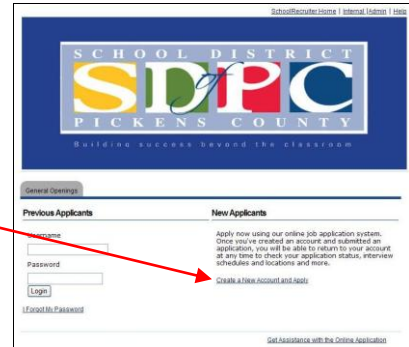 SchoolRecruiter Home | Internal | Admin | Help
SCHOOL DISTRICT
SD of PC
PICKENS COUNTY
Building success beyond the classroom
General Openings
Previous Applicants
Username
Password
Login
I Forgot My Password
New Applicants
Apply now using our online job application system.
Once you've created an account and submitted an
application, you will be able to return to your account
at any time to check your application status, interview
schedules and locations and more.
Create a New Account and Apply
Get Assistance with the Online Application